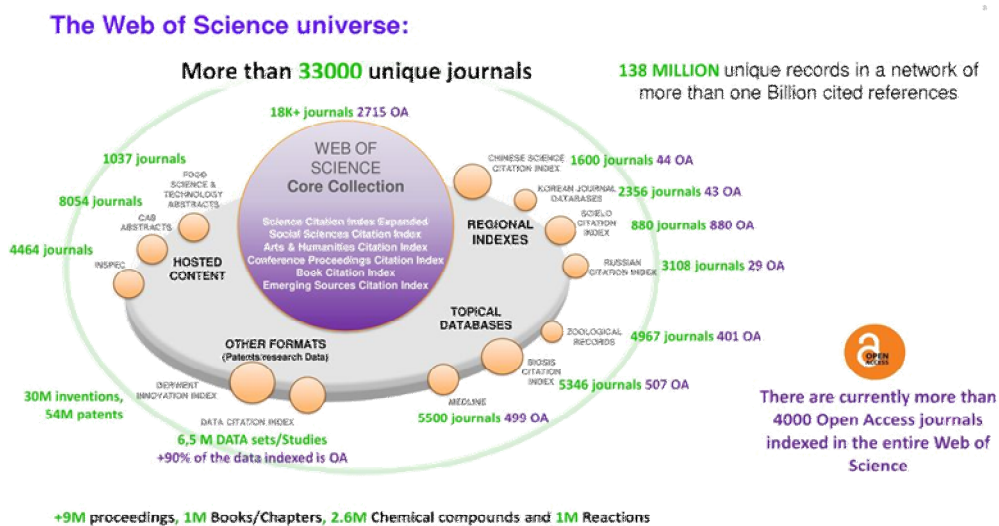 The Web of Science universe:
More than 33000 unique journals
138 MILLION unique records in a network of
more than one Billion cited references
18K+ journals 2715 OA
WEB OF
SCIENCE
Core Collection
Science Citation Index Expanded
Social Sciences Citation Index
Arts & Humanities Citation Index
Conference Proceedings Citation Index
Book Citation Index
Emerging Sources Citation Index
1037 journals
FOOD
SCIENCE &
TECHNOLOGY
ABSTRACTS
8054 journals
CAB
ABSTRACTS
4464 journals
INSPEC
HOSTED
CONTENT
CHINESE SCIENCE
CITATION INDEX
1600 journals 44 OA
KOREAN JOURNAL
DATABASES
2356 journals 43 OA
REGIONAL
INDEXES
SCIELO
CITATION
INDEX
880 journals 880 OA
RUSSIAN
CITATION INDEX
3108 journals 29 OA
TOPICAL
DATABASES
ZOOLOGICAL
RECORDS
4967 journals 401 OA
BIOSIS
CITATION
INDEX
5346 journals 507 OA
MEDLINE
5500 journals 499 OA
OTHER FORMATS
(Patents/research Data)
DERWENT
INNOVATION INDEX
30M inventions,
54M patents
DATA CITATION INDEX
6,5 M DATA sets/Studies
+90% of the data indexed is OA
OPEN
ACCESS
There are currently more than
4000 Open Access journals
indexed in the entire Web of
Science
+9M proceedings, 1M Books/Chapters, 2.6M Chemical compounds and 1M Reactions